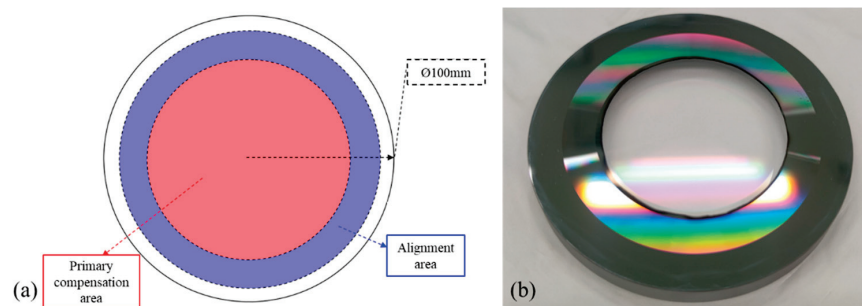 Ø100mm
Alignment
area
Primary
compensation
area
(a)
(b)